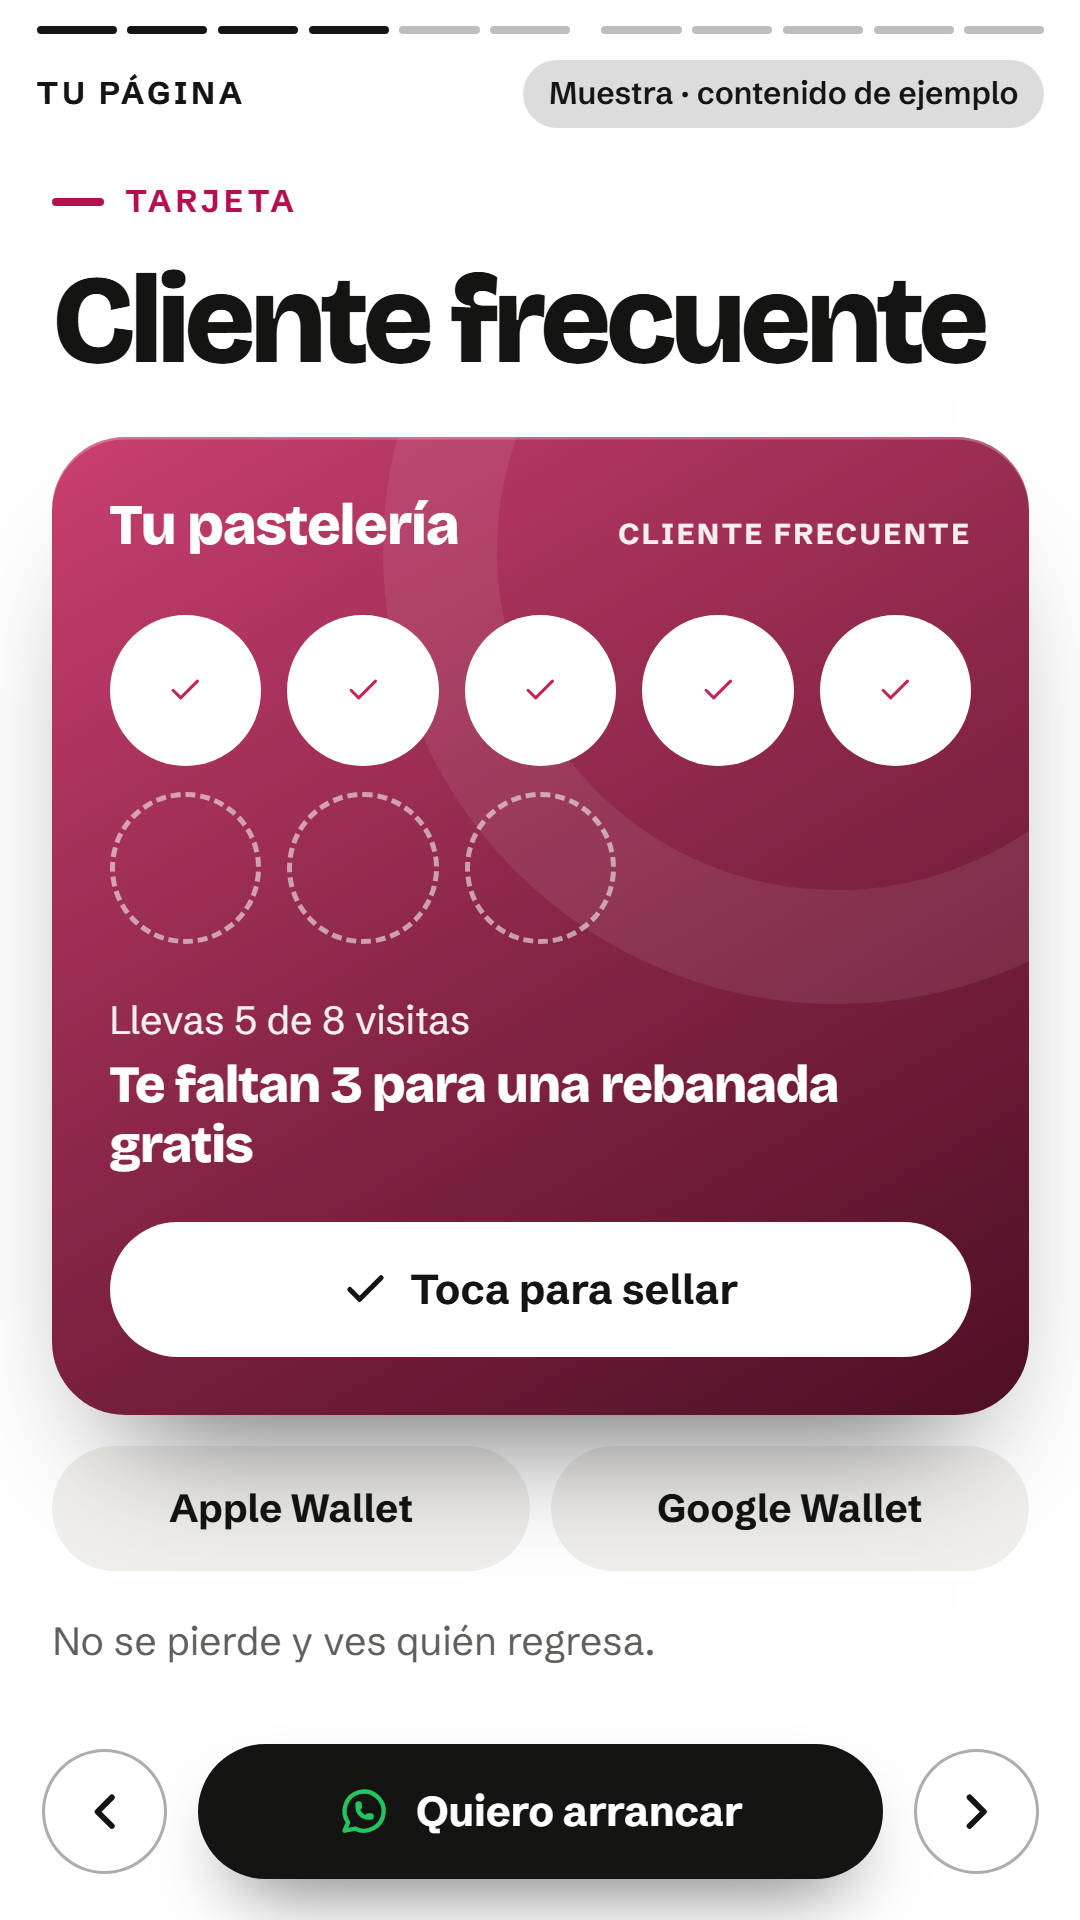 TU PÁGINA
Muestra · contenido de ejemplo
TARJETA
Cliente frecuente
Tu pastelería
CLIENTE FRECUENTE
Llevas 5 de 8 visitas
Te faltan 3 para una rebanada
gratis
Toca para sellar
Apple Wallet
Google Wallet
No se pierde y ves quién regresa.
Quiero arrancar